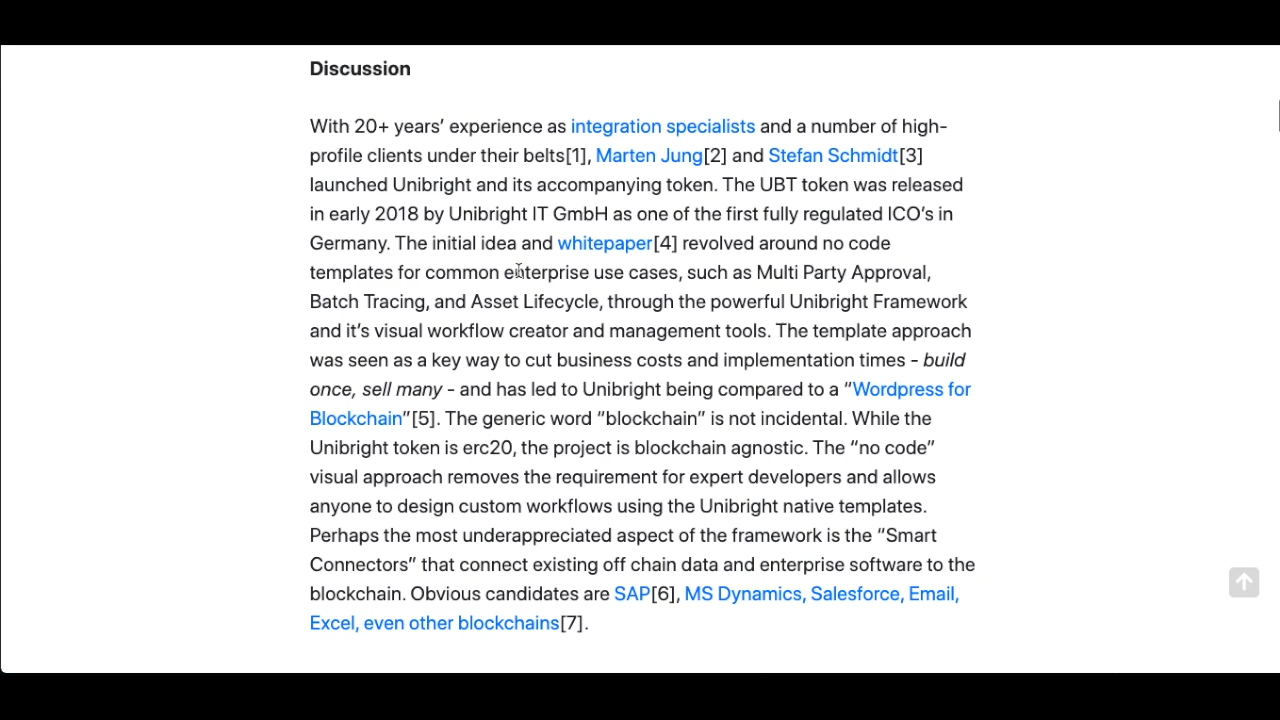 Discussion
With 20+ years’ experience as integration specialists and a number of high-
profile clients under their belts[1], Marten Jung[2] and Stefan Schmidt[3]
launched Unibright and its accompanying token. The UBT token was released
in early 2018 by Unibright IT GmbH as one of the first fully regulated ICO’s in
Germany. The initial idea and whitepaper[4] revolved around no code
templates for common enterprise use cases, such as Multi Party Approval,
Batch Tracing, and Asset Lifecycle, through the powerful Unibright Framework
and it’s visual workflow creator and management tools. The template approach
was seen as a key way to cut business costs and implementation times - build
once, sell many - and has led to Unibright being compared to a “Wordpress for
Blockchain”[5]. The generic word “blockchain” is not incidental. While the
Unibright token is erc20, the project is blockchain agnostic. The “no code”
visual approach removes the requirement for expert developers and allows
anyone to design custom workflows using the Unibright native templates.
Perhaps the most underappreciated aspect of the framework is the “Smart
Connectors” that connect existing off chain data and enterprise software to the
blockchain. Obvious candidates are SAP[6], MS Dynamics, Salesforce, Email,
Excel, even other blockchains[7].